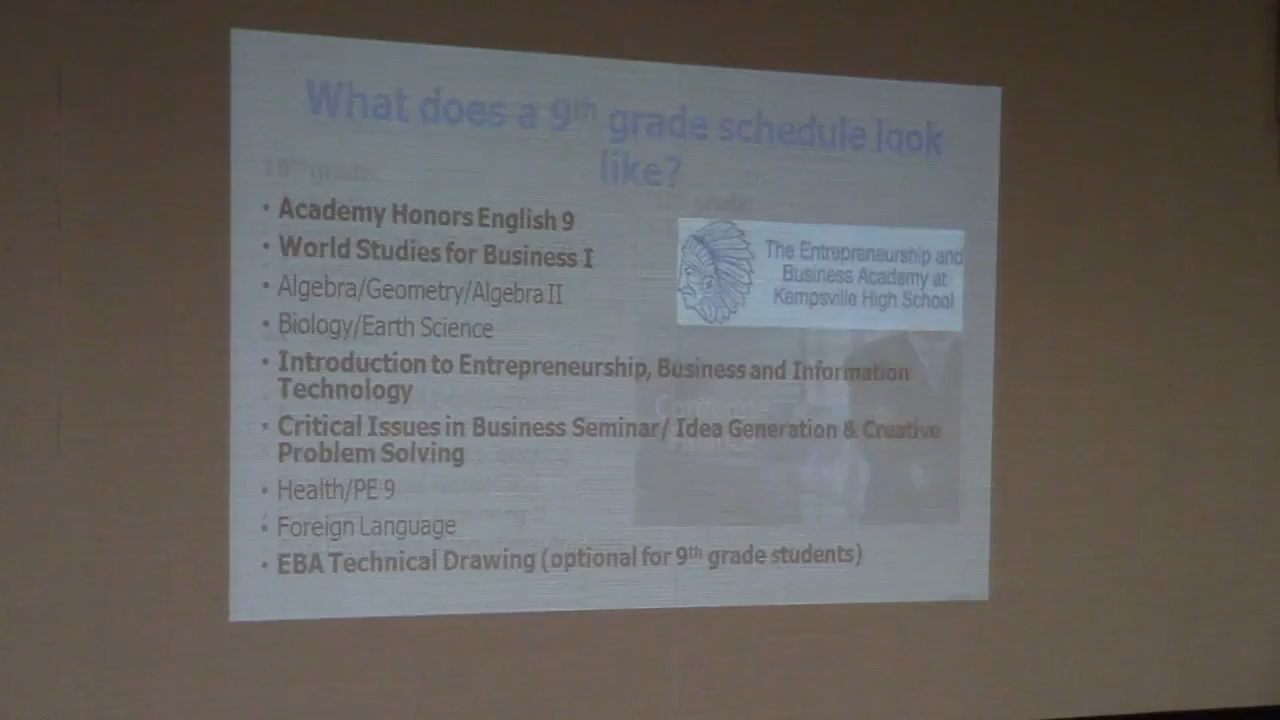 What does a 9th grade schedule look
like?
10th grade
• Academy Honors English 9
• World Studies for Business I
• Algebra/Geometry/Algebra II
• Biology/Earth Science
• Introduction to Entrepreneurship, Business and Information
Technology
• Critical Issues in Business Seminar/ Idea Generation & Creative
Problem Solving
• Health/PE 9
• Foreign Language
• EBA Technical Drawing (optional for 9th grade students)
The Entrepreneurship and
Business Academy at
Kempsville High School